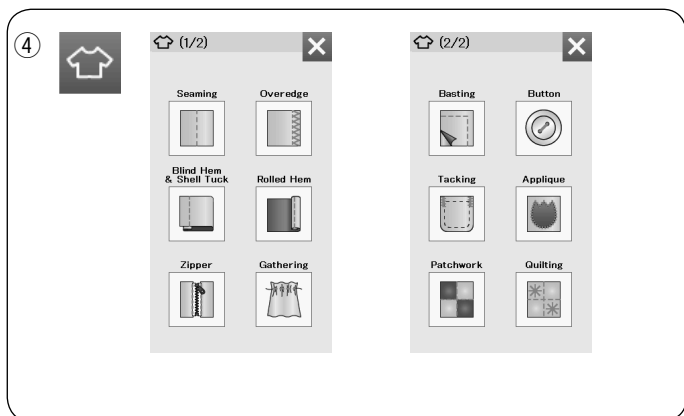 ④
(1/2)
Seaming
Overedge
Blind Hem
& Shell Tuck
Rolled Hem
Zipper
Gathering
(2/2)
Basting
Button
Tacking
Applique
Patchwork
Quilting